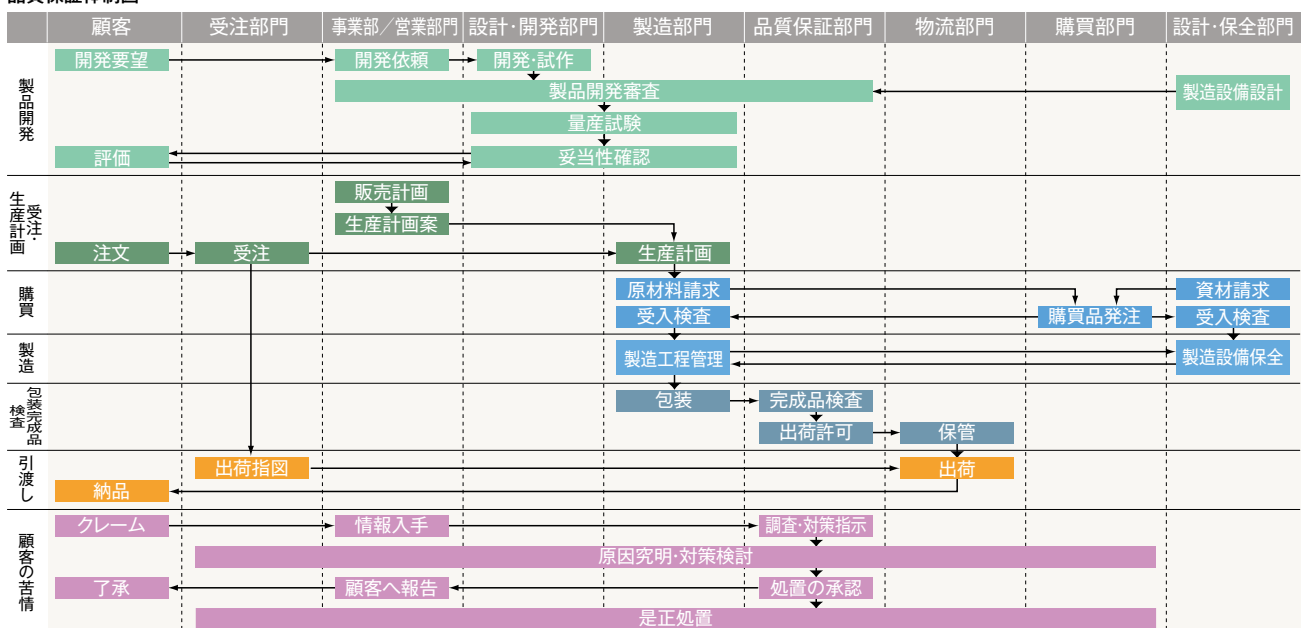 顧客 受注部門 事業部／営業部門 設計・開発部門 製造部門 品質保証部門 物流部門 購買部門 設計・保全部門
製品開発
開発要望 開発依頼 開発・試作
製品開発審査 製造設備設計
量産試験
評価 妥当性確認
受注・
生産計画
販売計画
生産計画案
注文 受注 生産計画
購買
原材料請求 資材請求
受入検査 購買品発注 受入検査
製造
製造工程管理 製造設備保全
包装完成品
検査
包装 完成品検査
出荷許可 保管
引渡し
出荷指図 出荷
納品
顧客の苦情
クレーム 情報入手 調査・対策指示
原因究明・対策検討
了承 顧客へ報告 処置の承認
是正処置